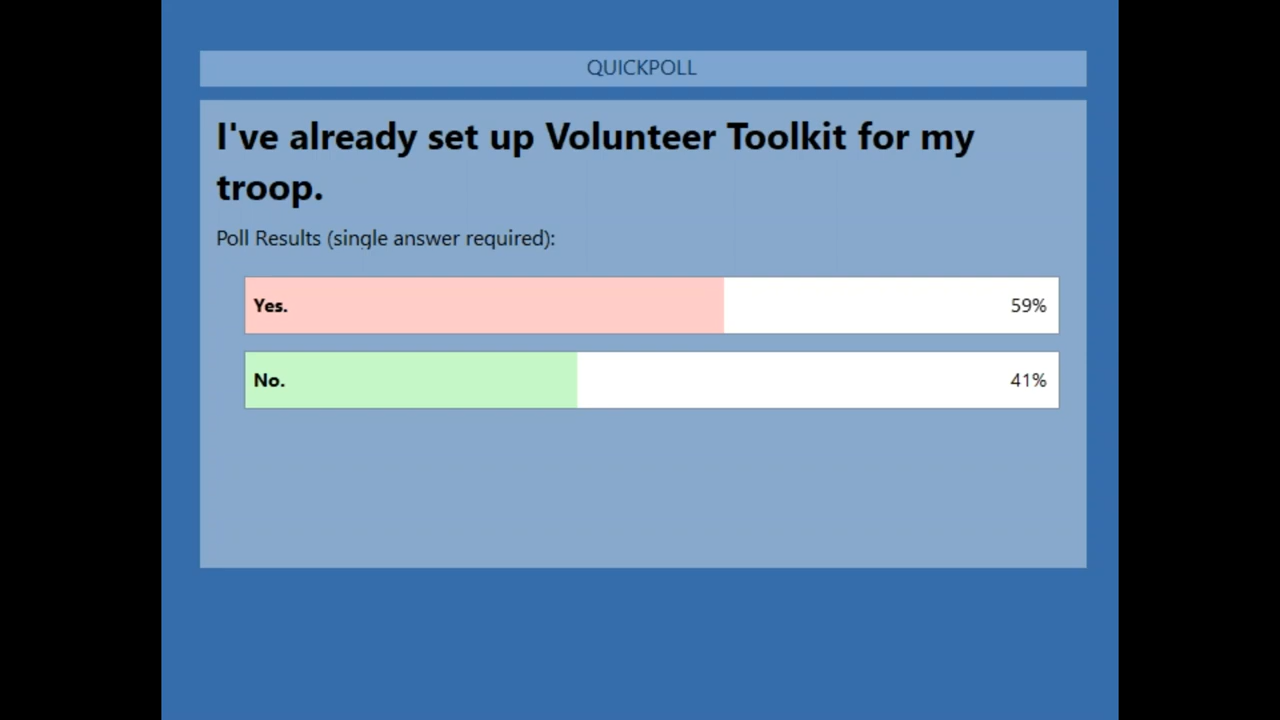 QUICKPOLL
I've already set up Volunteer Toolkit for my
troop.
Poll Results (single answer required):
Yes. 59%
No. 41%